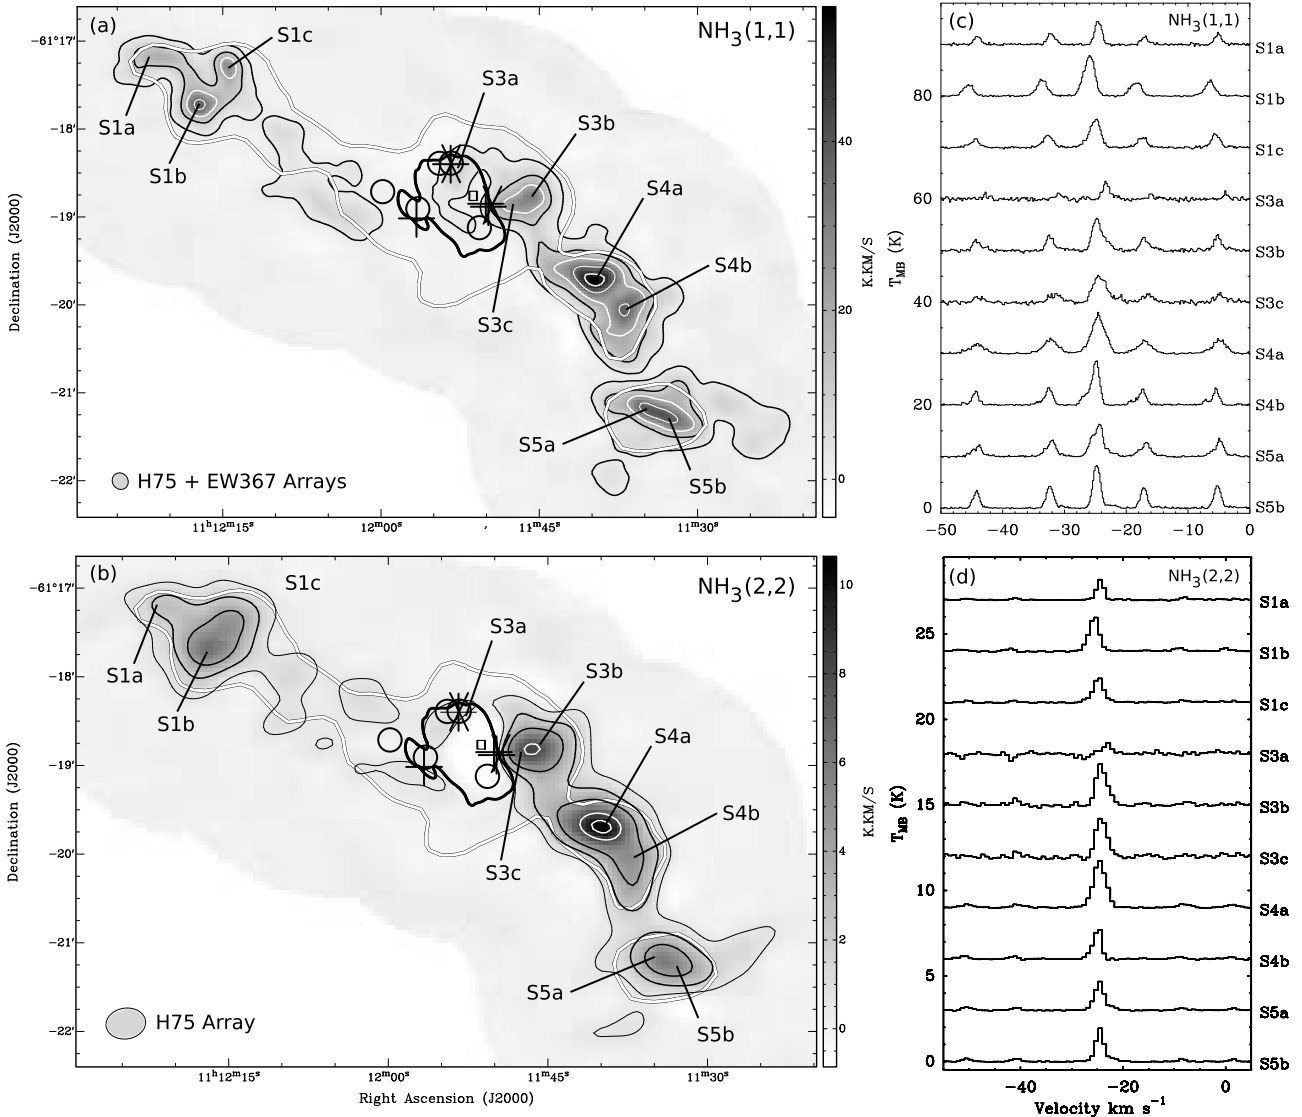 (a)
NH3(1,1)
−61°17′
−18′
−19′
−20′
−21′
−22′
Declination (J2000)
S1c
S3a
S1a
S3b
S1b
S4a
S4b
S3c
S5a
S5b
H75 + EW367 Arrays
11h12m15s
12m00s
11m45s
11m30s
40
20
0
K.KM/S
(c)
NH3(1,1)
80
60
40
20
0
TMB (K)
S1a
S1b
S1c
S3a
S3b
S3c
S4a
S4b
S5a
S5b
−50
−40
−30
−20
−10
0
(b)
NH3(2,2)
−61°17′
−18′
−19′
−20′
−21′
−22′
Declination (J2000)
S1c
S3a
S1a
S3b
S1b
S4a
S4b
S3c
S5a
S5b
H75 Array
11h12m15s
12m00s
11m45s
11m30s
Right Ascension (J2000)
10
8
6
4
2
0
K.KM/S
(d)
NH3(2,2)
25
20
15
10
5
0
TMB (K)
S1a
S1b
S1c
S3a
S3b
S3c
S4a
S4b
S5a
S5b
−40
−20
0
Velocity km s−1